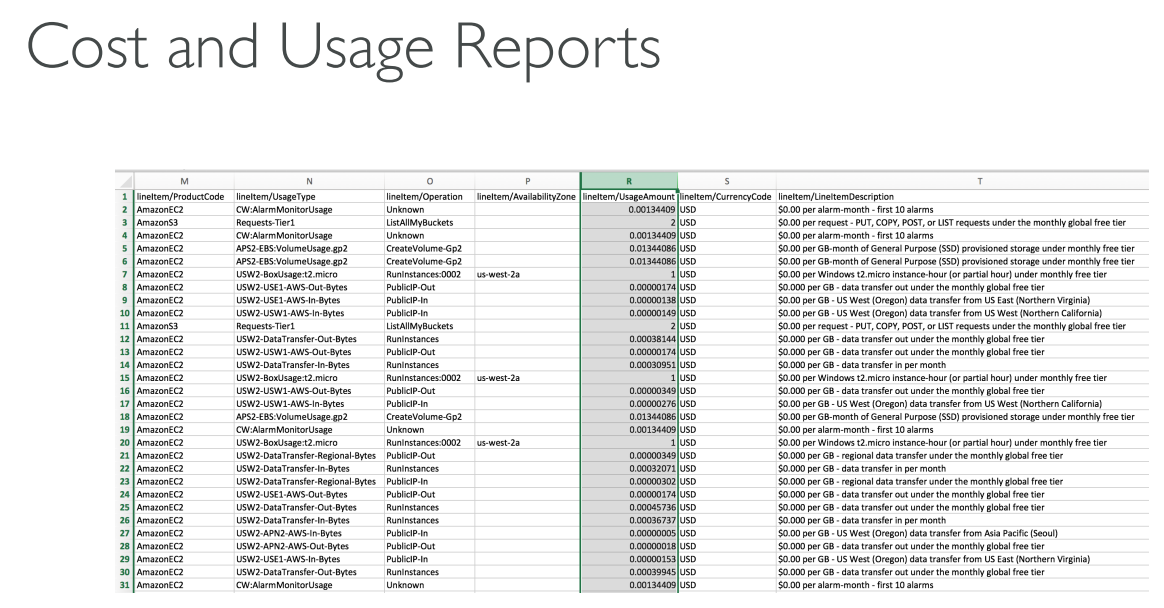 Cost and Usage Reports
M N O P R S T
1 lineItem/ProductCode lineItem/UsageType lineItem/Operation lineItem/AvailabilityZone lineItem/UsageAmount lineItem/CurrencyCode lineItem/LineItemDescription
2 AmazonEC2 CW:AlarmMonitorUsage Unknown 0.00134409 USD $0.00 per alarm-month - first 10 alarms
3 AmazonS3 Requests-Tier1 ListAllMyBuckets 2 USD $0.00 per request - PUT, COPY, POST, or LIST requests under the monthly global free tier
4 AmazonEC2 CW:AlarmMonitorUsage Unknown 0.00134409 USD $0.00 per alarm-month - first 10 alarms
5 AmazonEC2 APS2-EBS:VolumeUsage.gp2 CreateVolume-Gp2 0.01344086 USD $0.00 per GB-month of General Purpose (SSD) provisioned storage under monthly free tier
6 AmazonEC2 APS2-EBS:VolumeUsage.gp2 CreateVolume-Gp2 0.01344086 USD $0.00 per GB-month of General Purpose (SSD) provisioned storage under monthly free tier
7 AmazonEC2 USW2-BoxUsage:t2.micro RunInstances:0002 us-west-2a 1 USD $0.00 per Windows t2.micro instance-hour (or partial hour) under monthly free tier
8 AmazonEC2 USW2-USE1-AWS-Out-Bytes PublicIP-Out 0.00000174 USD $0.000 per GB - data transfer out under the monthly global free tier
9 AmazonEC2 USW2-USE1-AWS-In-Bytes PublicIP-In 0.00000138 USD $0.00 per GB - US West (Oregon) data transfer from US East (Northern Virginia)
10 AmazonEC2 USW2-USW1-AWS-In-Bytes PublicIP-In 0.00000149 USD $0.00 per GB - US West (Oregon) data transfer from US West (Northern California)
11 AmazonS3 Requests-Tier1 ListAllMyBuckets 2 USD $0.00 per request - PUT, COPY, POST, or LIST requests under the monthly global free tier
12 AmazonEC2 USW2-DataTransfer-Out-Bytes RunInstances 0.00038144 USD $0.000 per GB - data transfer out under the monthly global free tier
13 AmazonEC2 USW2-USW1-AWS-Out-Bytes PublicIP-Out 0.00000174 USD $0.000 per GB - data transfer out under the monthly global free tier
14 AmazonEC2 USW2-DataTransfer-In-Bytes RunInstances 0.00030951 USD $0.000 per GB - data transfer in per month
15 AmazonEC2 USW2-BoxUsage:t2.micro RunInstances:0002 us-west-2a 1 USD $0.00 per Windows t2.micro instance-hour (or partial hour) under monthly free tier
16 AmazonEC2 USW2-USW1-AWS-Out-Bytes PublicIP-Out 0.00000349 USD $0.000 per GB - data transfer out under the monthly global free tier
17 AmazonEC2 USW2-USW1-AWS-In-Bytes PublicIP-In 0.00000276 USD $0.00 per GB - US West (Oregon) data transfer from US West (Northern California)
18 AmazonEC2 APS2-EBS:VolumeUsage.gp2 CreateVolume-Gp2 0.01344086 USD $0.00 per GB-month of General Purpose (SSD) provisioned storage under monthly free tier
19 AmazonEC2 CW:AlarmMonitorUsage Unknown 0.00134409 USD $0.00 per alarm-month - first 10 alarms
20 AmazonEC2 USW2-BoxUsage:t2.micro RunInstances:0002 us-west-2a 1 USD $0.00 per Windows t2.micro instance-hour (or partial hour) under monthly free tier
21 AmazonEC2 USW2-DataTransfer-Regional-Bytes PublicIP-Out 0.00000349 USD $0.000 per GB - regional data transfer under the monthly global free tier
22 AmazonEC2 USW2-DataTransfer-In-Bytes RunInstances 0.00032071 USD $0.000 per GB - data transfer in per month
23 AmazonEC2 USW2-DataTransfer-Regional-Bytes PublicIP-In 0.00000302 USD $0.000 per GB - regional data transfer under the monthly global free tier
24 AmazonEC2 USW2-USE1-AWS-Out-Bytes PublicIP-Out 0.00000174 USD $0.000 per GB - data transfer out under the monthly global free tier
25 AmazonEC2 USW2-DataTransfer-Out-Bytes RunInstances 0.00045736 USD $0.000 per GB - data transfer out under the monthly global free tier
26 AmazonEC2 USW2-DataTransfer-In-Bytes RunInstances 0.00036737 USD $0.000 per GB - data transfer in per month
27 AmazonEC2 USW2-APN2-AWS-In-Bytes PublicIP-In 0.00000005 USD $0.00 per GB - US West (Oregon) data transfer from Asia Pacific (Seoul)
28 AmazonEC2 USW2-APN2-AWS-Out-Bytes PublicIP-Out 0.00000018 USD $0.000 per GB - data transfer out under the monthly global free tier
29 AmazonEC2 USW2-USE1-AWS-In-Bytes PublicIP-In 0.00000153 USD $0.00 per GB - US West (Oregon) data transfer from US East (Northern Virginia)
30 AmazonEC2 USW2-DataTransfer-Out-Bytes RunInstances 0.00039945 USD $0.000 per GB - data transfer out under the monthly global free tier
31 AmazonEC2 CW:AlarmMonitorUsage Unknown 0.00134409 USD $0.00 per alarm-month - first 10 alarms